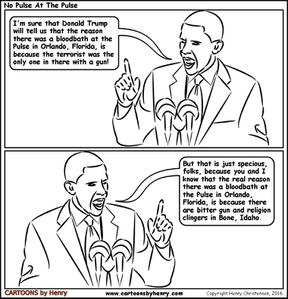 No Pulse At The Pulse
I'm sure that Donald Trump
will tell us that the reason
there was a bloodbath at the
Pulse in Orlando, Florida, is
because the terrorist was the
only one in there with a gun!
But that is just specious,
folks, because you and I
know that the real reason
there was a bloodbath at
the Pulse in Orlando,
Florida, is because there
are bitter gun and religion
clingers in Bone, Idaho.
CARTOONS by Henry
www.cartoonsbyhenry.com
Copyright Henry Christenson, 2016